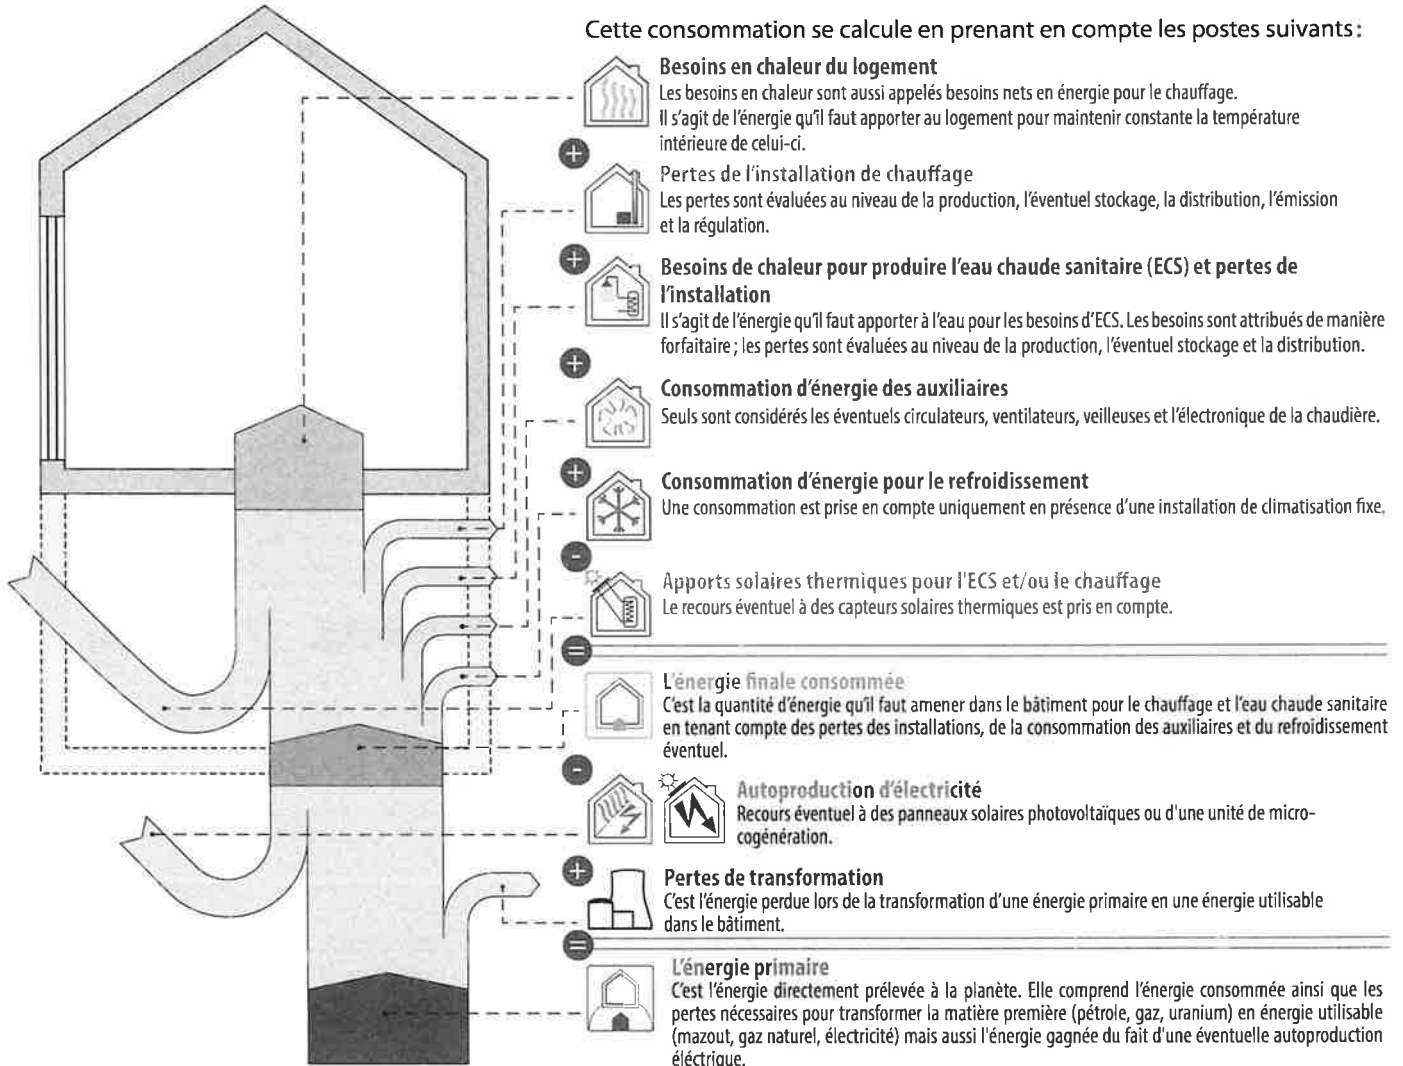 Cette consommation se calcule en prenant en compte les postes suivants :
Besoins en chaleur du logement
Les besoins en chaleur sont aussi appelés besoins nets en énergie pour le chauffage.
Il s'agit de l'énergie qu'il faut apporter au logement pour maintenir constante la température
intérieure de celui-ci.
+
Pertes de l'installation de chauffage
Les pertes sont évaluées au niveau de la production, l'éventuel stockage, la distribution, l'émission
et la régulation.
+
Besoins de chaleur pour produire l'eau chaude sanitaire (ECS) et pertes de
l'installation
Il s'agit de l'énergie qu'il faut apporter à l'eau pour les besoins d'ECS. Les besoins sont attribués de manière
forfaitaire ; les pertes sont évaluées au niveau de la production, l'éventuel stockage et la distribution.
+
Consommation d'énergie des auxiliaires
Seuls sont considérés les éventuels circulateurs, ventilateurs, veilleuses et l'électronique de la chaudière.
+
Consommation d'énergie pour le refroidissement
Une consommation est prise en compte uniquement en présence d'une installation de climatisation fixe.
-
Apports solaires thermiques pour l'ECS et/ou le chauffage
Le recours éventuel à des capteurs solaires thermiques est pris en compte.
=
L'énergie finale consommée
C'est la quantité d'énergie qu'il faut amener dans le bâtiment pour le chauffage et l'eau chaude sanitaire
en tenant compte des pertes des installations, de la consommation des auxiliaires et du refroidissement
éventuel.
-
Autoproduction d'électricité
Recours éventuel à des panneaux solaires photovoltaïques ou d'une unité de micro-
cogénération.
+
Pertes de transformation
C'est l'énergie perdue lors de la transformation d'une énergie primaire en une énergie utilisable
dans le bâtiment.
=
L'énergie primaire
C'est l'énergie directement prélevée à la planète. Elle comprend l'énergie consommée ainsi que les
pertes nécessaires pour transformer la matière première (pétrole, gaz, uranium) en énergie utilisable
(mazout, gaz naturel, électricité) mais aussi l'énergie gagnée du fait d'une éventuelle autoproduction
éléctrique.